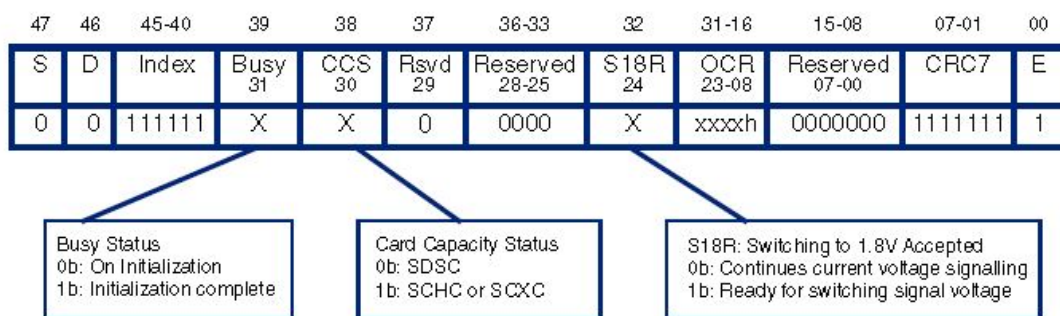 47 46 45-40 39 38 37 36-33 32 31-16 15-08 07-01 00
S D Index Busy CCS Rsvd Reserved S18R OCR Reserved CRC7 E
31 30 29 28-25 24 23-08 07-00
0 0 111111 X X 0 0000 X xxxxh 0000000 1111111 1
Busy Status
0b: On Initialization
1b: Initialization complete
Card Capacity Status
0b: SDSC
1b: SCHC or SCXC
S18R: Switching to 1.8V Accepted
0b: Continues current voltage signalling
1b: Ready for switching signal voltage